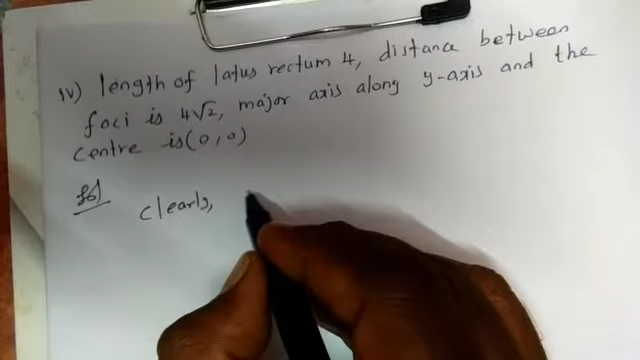 iv) length of latus rectum 4, distance between
foci is 4√2, major axis along y-axis and the
centre is (0,0)
Sol
Clearly,